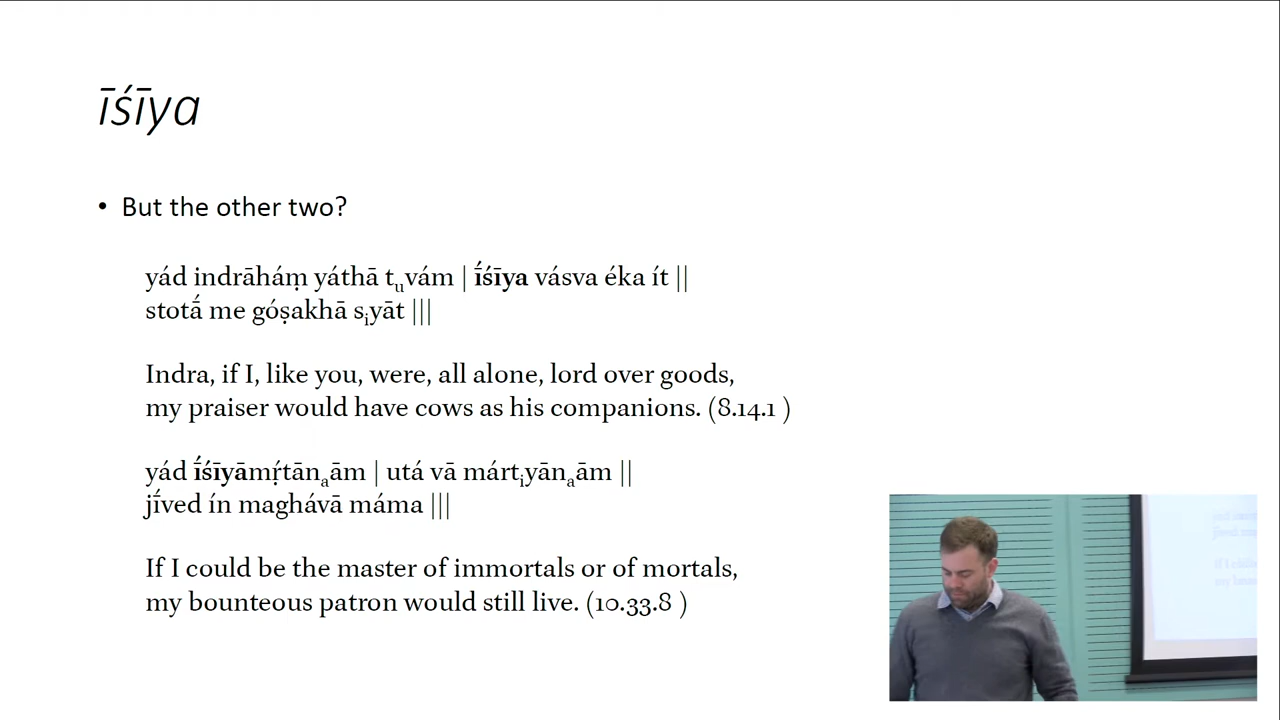 īśīya
• But the other two?
yád indrāháṃ yáthā tᵤvám | ī́śīya vásva éka ít ||
stotā́ me góṣakhā sᵢyāt |||
Indra, if I, like you, were, all alone, lord over goods,
my praiser would have cows as his companions. (8.14.1 )
yád ī́śīyāmŕ̥tānₐām | utá vā mártᵢyānₐām ||
jī́ved ín maghávā máma |||
If I could be the master of immortals or of mortals,
my bounteous patron would still live. (10.33.8 )